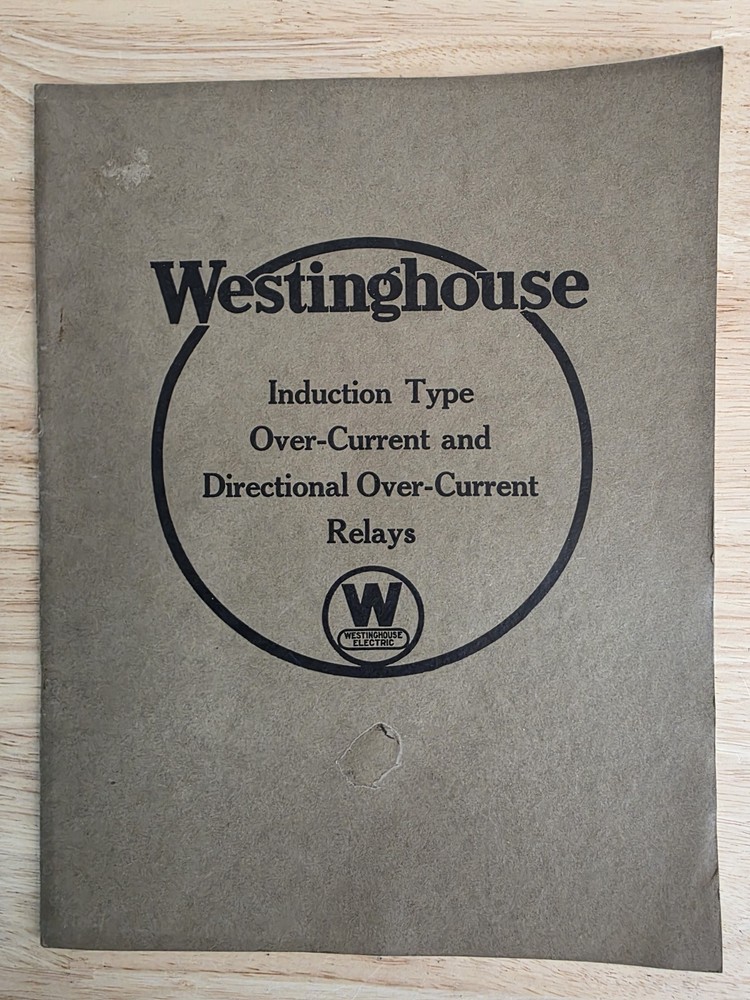 Westinghouse
Induction Type
Over-Current and
Directional Over-Current
Relays
W
WESTINGHOUSE
ELECTRIC